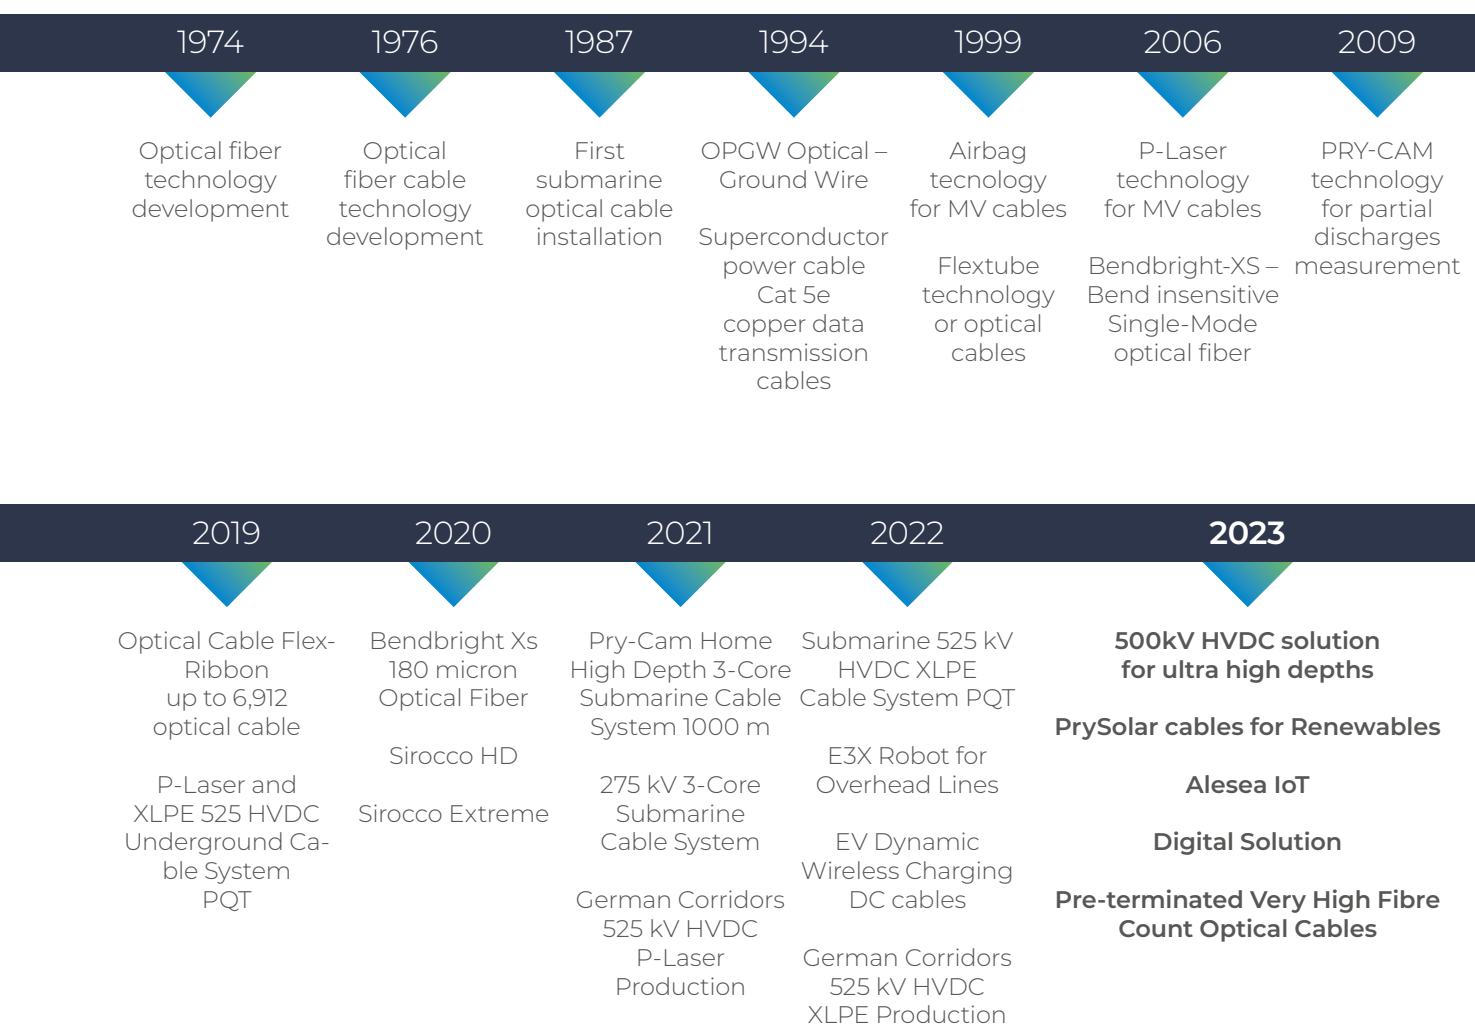 1974
Optical fiber
technology
development
1976
Optical
fiber cable
technology
development
1987
First
submarine
optical cable
installation
1994
OPGW Optical –
Ground Wire
Superconductor
power cable
Cat 5e
copper data
transmission
cables
1999
Airbag
tecnology
for MV cables
Flextube
technology
or optical
cables
2006
P-Laser
technology
for MV cables
Bendbright-XS –
Bend insensitive
Single-Mode
optical fiber
2009
PRY-CAM
technology
for partial
discharges
measurement
2019
Optical Cable Flex-
Ribbon
up to 6,912
optical cable
P-Laser and
XLPE 525 HVDC
Underground Ca-
ble System
PQT
2020
Bendbright Xs
180 micron
Optical Fiber
Sirocco HD
Sirocco Extreme
2021
Pry-Cam Home
High Depth 3-Core
Submarine Cable
System 1000 m
275 kV 3-Core
Submarine
Cable System
German Corridors
525 kV HVDC
P-Laser
Production
2022
Submarine 525 kV
HVDC XLPE
Cable System PQT
E3X Robot for
Overhead Lines
EV Dynamic
Wireless Charging
DC cables
German Corridors
525 kV HVDC
XLPE Production
2023
500kV HVDC solution
for ultra high depths
PrySolar cables for Renewables
Alesea IoT
Digital Solution
Pre-terminated Very High Fibre
Count Optical Cables